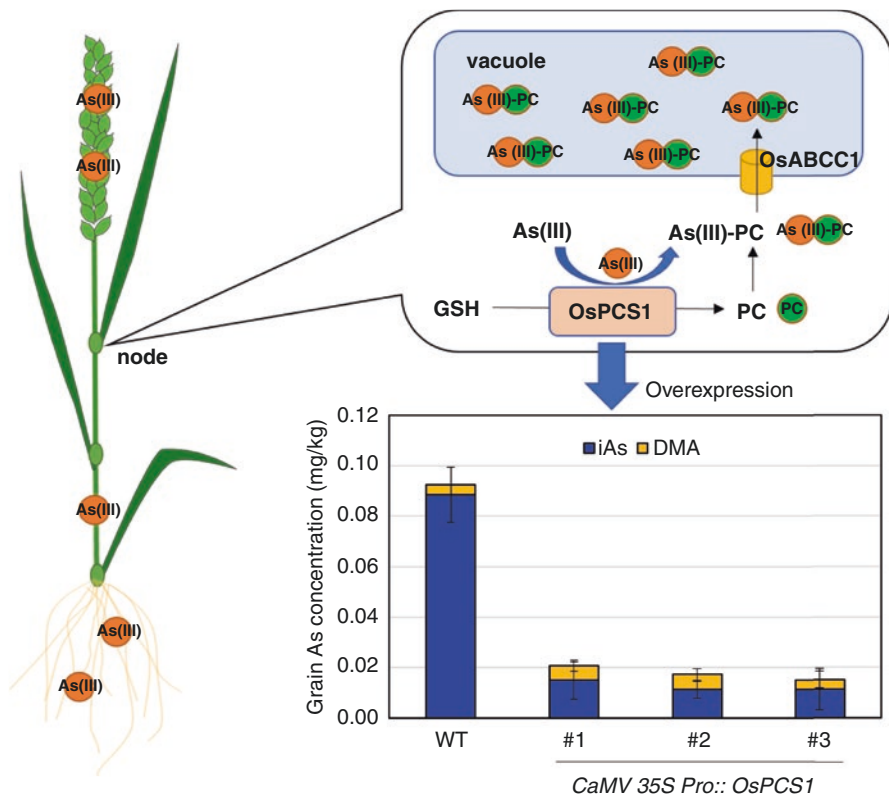 As(III)
As(III)
node
As(III)
As(III)
As(III)
vacuole
As (III)-PC
As (III)-PC
As (III)-PC
As (III)-PC
As (III)-PC
As (III)-PC
OsABCC1
As(III)
As(III)-PC
As (III)-PC
As(III)
GSH
OsPCS1
PC
PC
Overexpression
Grain As concentration (mg/kg)
0.12
0.10
0.08
0.06
0.04
0.02
0.00
iAs DMA
WT #1 #2 #3
CaMV 35S Pro:: OsPCS1